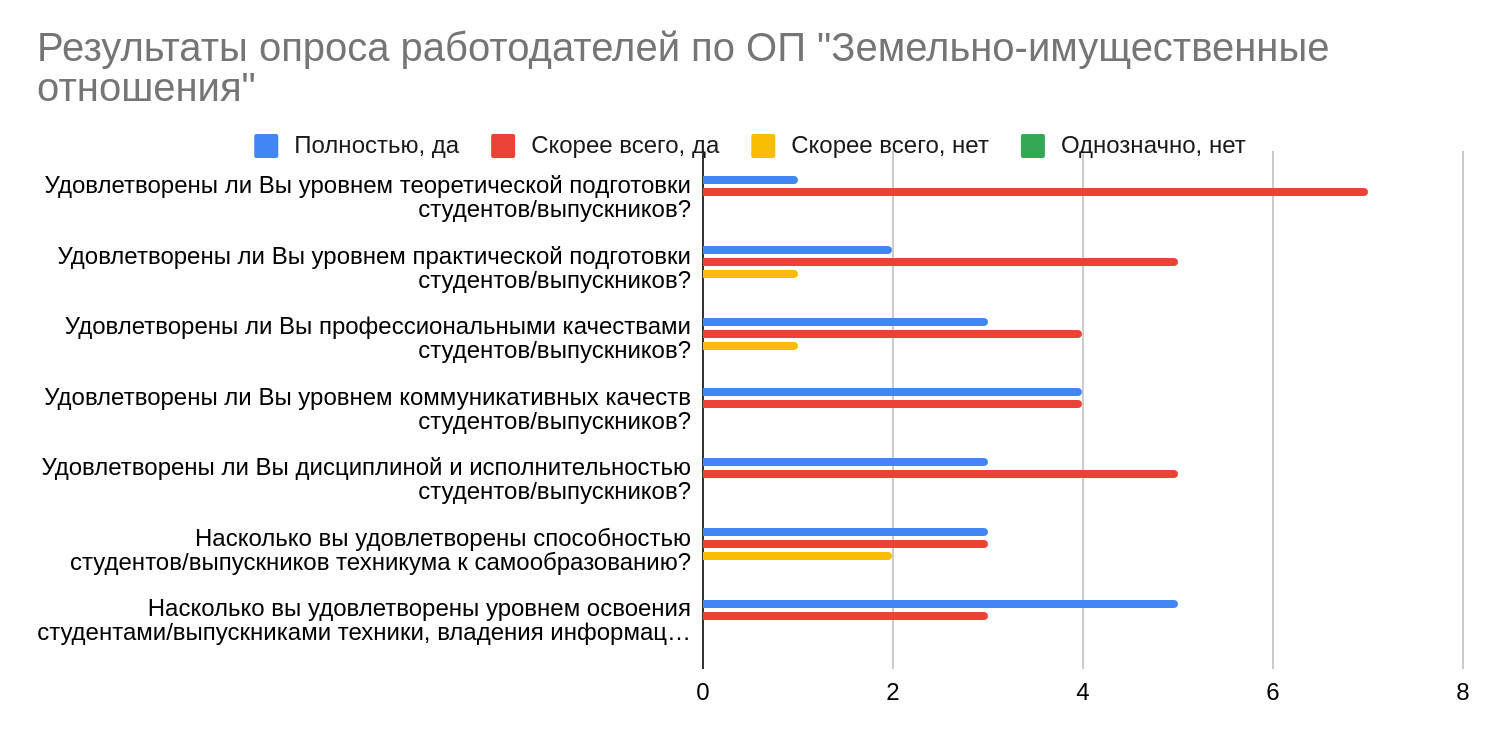 Результаты опроса работодателей по ОП "Земельно-имущественные
отношения"
Полностью, да
Скорее всего, да
Скорее всего, нет
Однозначно, нет
Удовлетворены ли Вы уровнем теоретической подготовки
студентов/выпускников?
Удовлетворены ли Вы уровнем практической подготовки
студентов/выпускников?
Удовлетворены ли Вы профессиональными качествами
студентов/выпускников?
Удовлетворены ли Вы уровнем коммуникативных качеств
студентов/выпускников?
Удовлетворены ли Вы дисциплиной и исполнительностью
студентов/выпускников?
Насколько вы удовлетворены способностью
студентов/выпускников техникума к самообразованию?
Насколько вы удовлетворены уровнем освоения
студентами/выпускниками техники, владения информац…
0 2 4 6 8